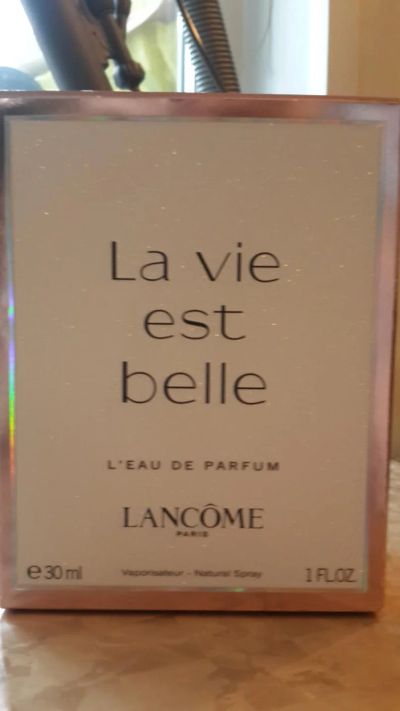 La vie
est
belle
L'EAU DE PARFUM
LANCÔME
PARIS
e 30 ml Vaporisateur - Natural Spray 1 FL.OZ.